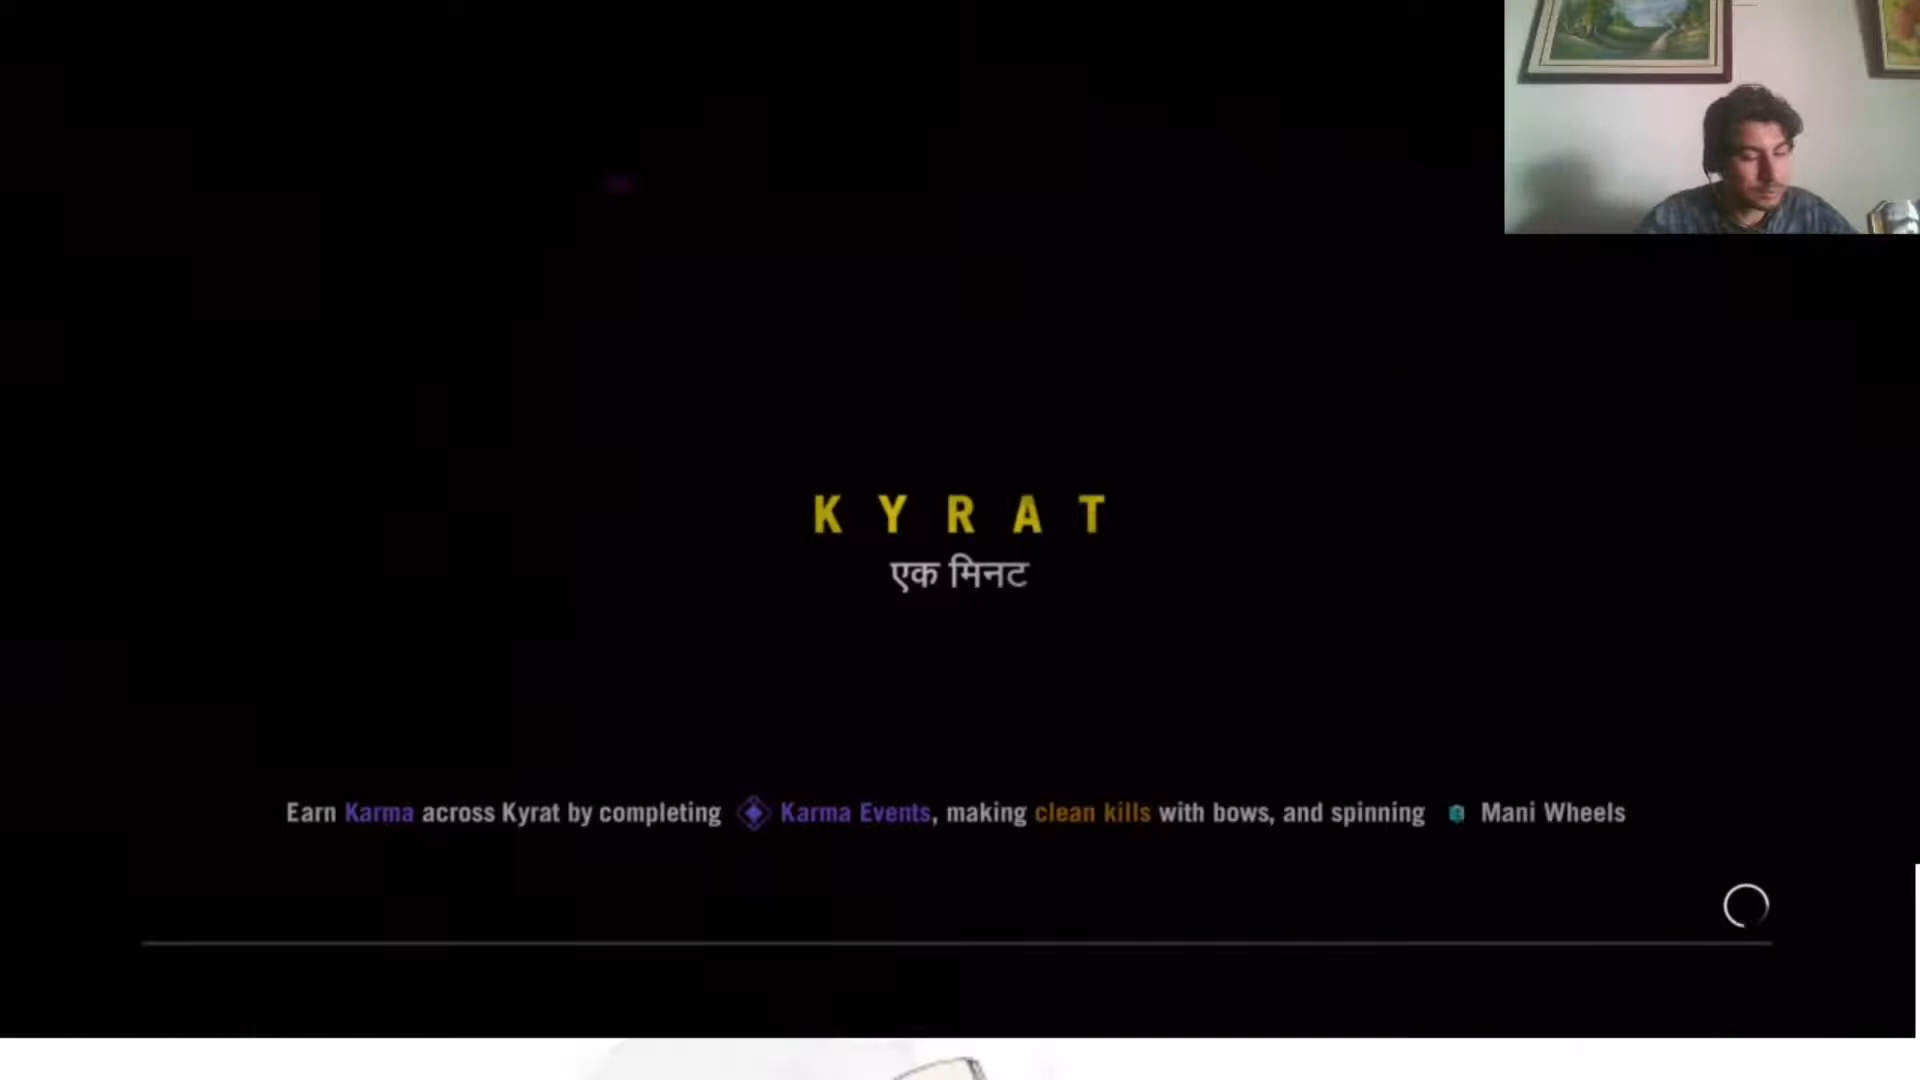 KYRAT
एक मिनट
Earn Karma across Kyrat by completing Karma Events, making clean kills with bows, and spinning Mani Wheels